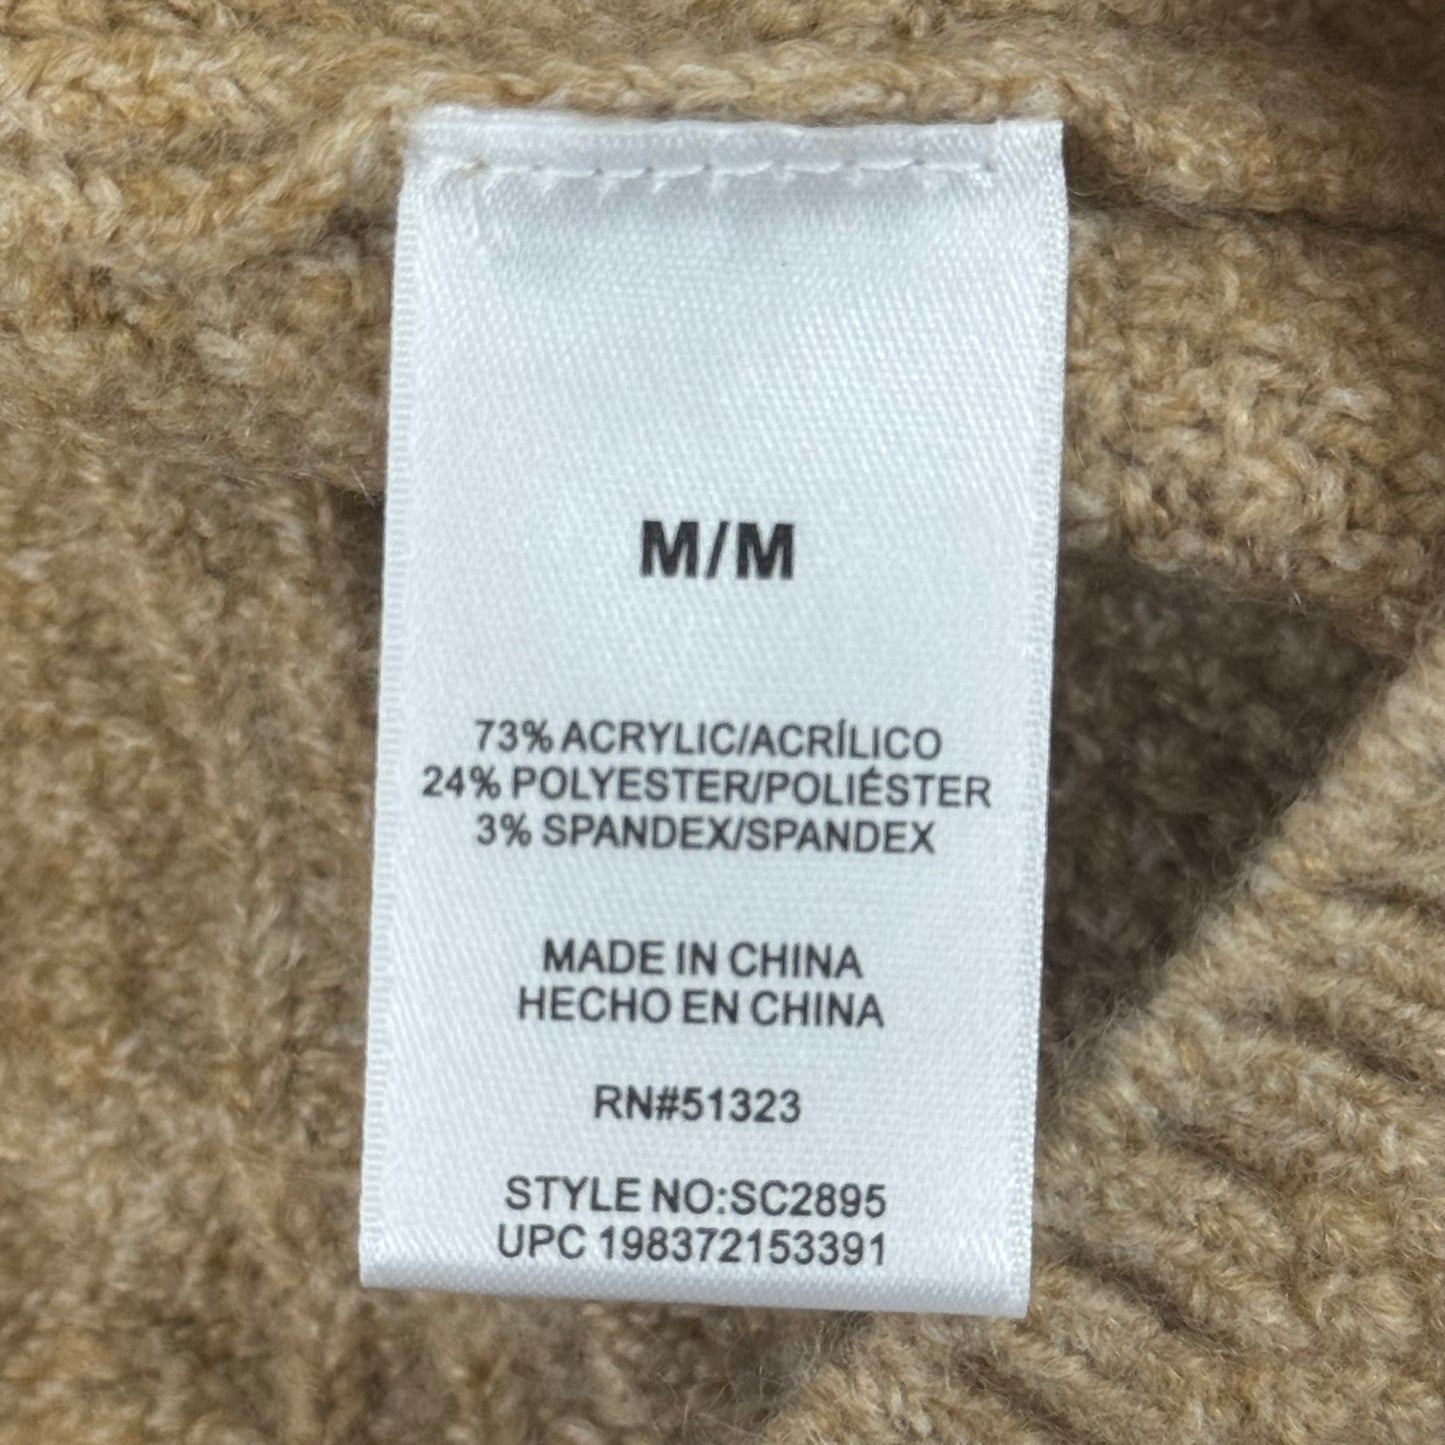 M/M
73% ACRYLIC/ACRÍLICO
24% POLYESTER/POLIÉSTER
3% SPANDEX/SPANDEX
MADE IN CHINA
HECHO EN CHINA
RN#51323
STYLE NO:SC2895
UPC 198372153391